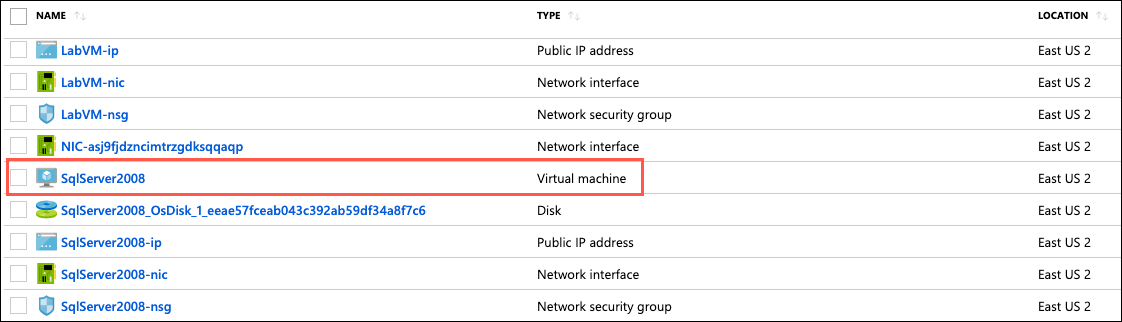 NAME TYPE LOCATION
LabVM-ip Public IP address East US 2
LabVM-nic Network interface East US 2
LabVM-nsg Network security group East US 2
NIC-asj9fjdzncimtrzgdksqqaqp Network interface East US 2
SqlServer2008 Virtual machine East US 2
SqlServer2008_OsDisk_1_eeae57fceab043c392ab59df34a8f7c6 Disk East US 2
SqlServer2008-ip Public IP address East US 2
SqlServer2008-nic Network interface East US 2
SqlServer2008-nsg Network security group East US 2